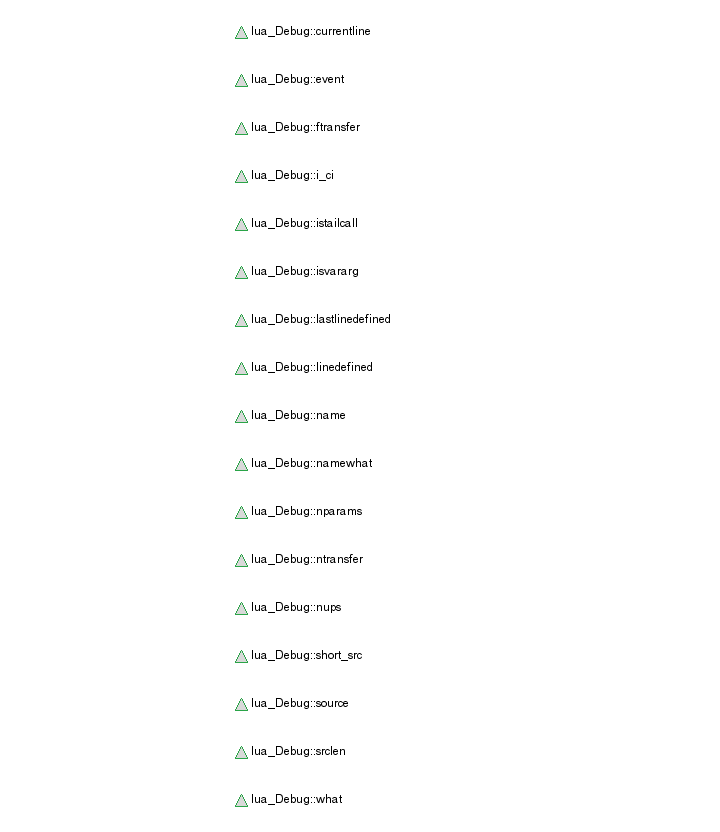 lua_Debug::currentline
lua_Debug::event
lua_Debug::ftransfer
lua_Debug::i_ci
lua_Debug::istailcall
lua_Debug::isvararg
lua_Debug::lastlinedefined
lua_Debug::linedefined
lua_Debug::name
lua_Debug::namewhat
lua_Debug::nparams
lua_Debug::ntransfer
lua_Debug::nups
lua_Debug::short_src
lua_Debug::source
lua_Debug::srclen
lua_Debug::what